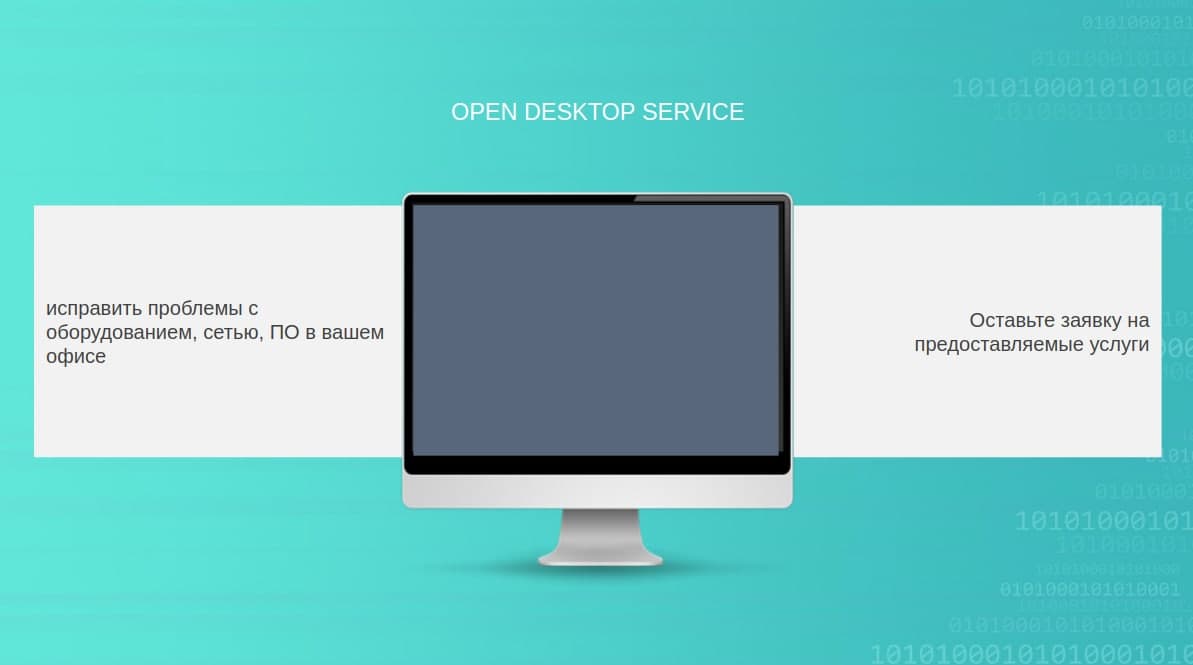 OPEN DESKTOP SERVICE
исправить проблемы с
оборудованием, сетью, ПО в вашем
офисе
Оставьте заявку на
предоставляемые услуги